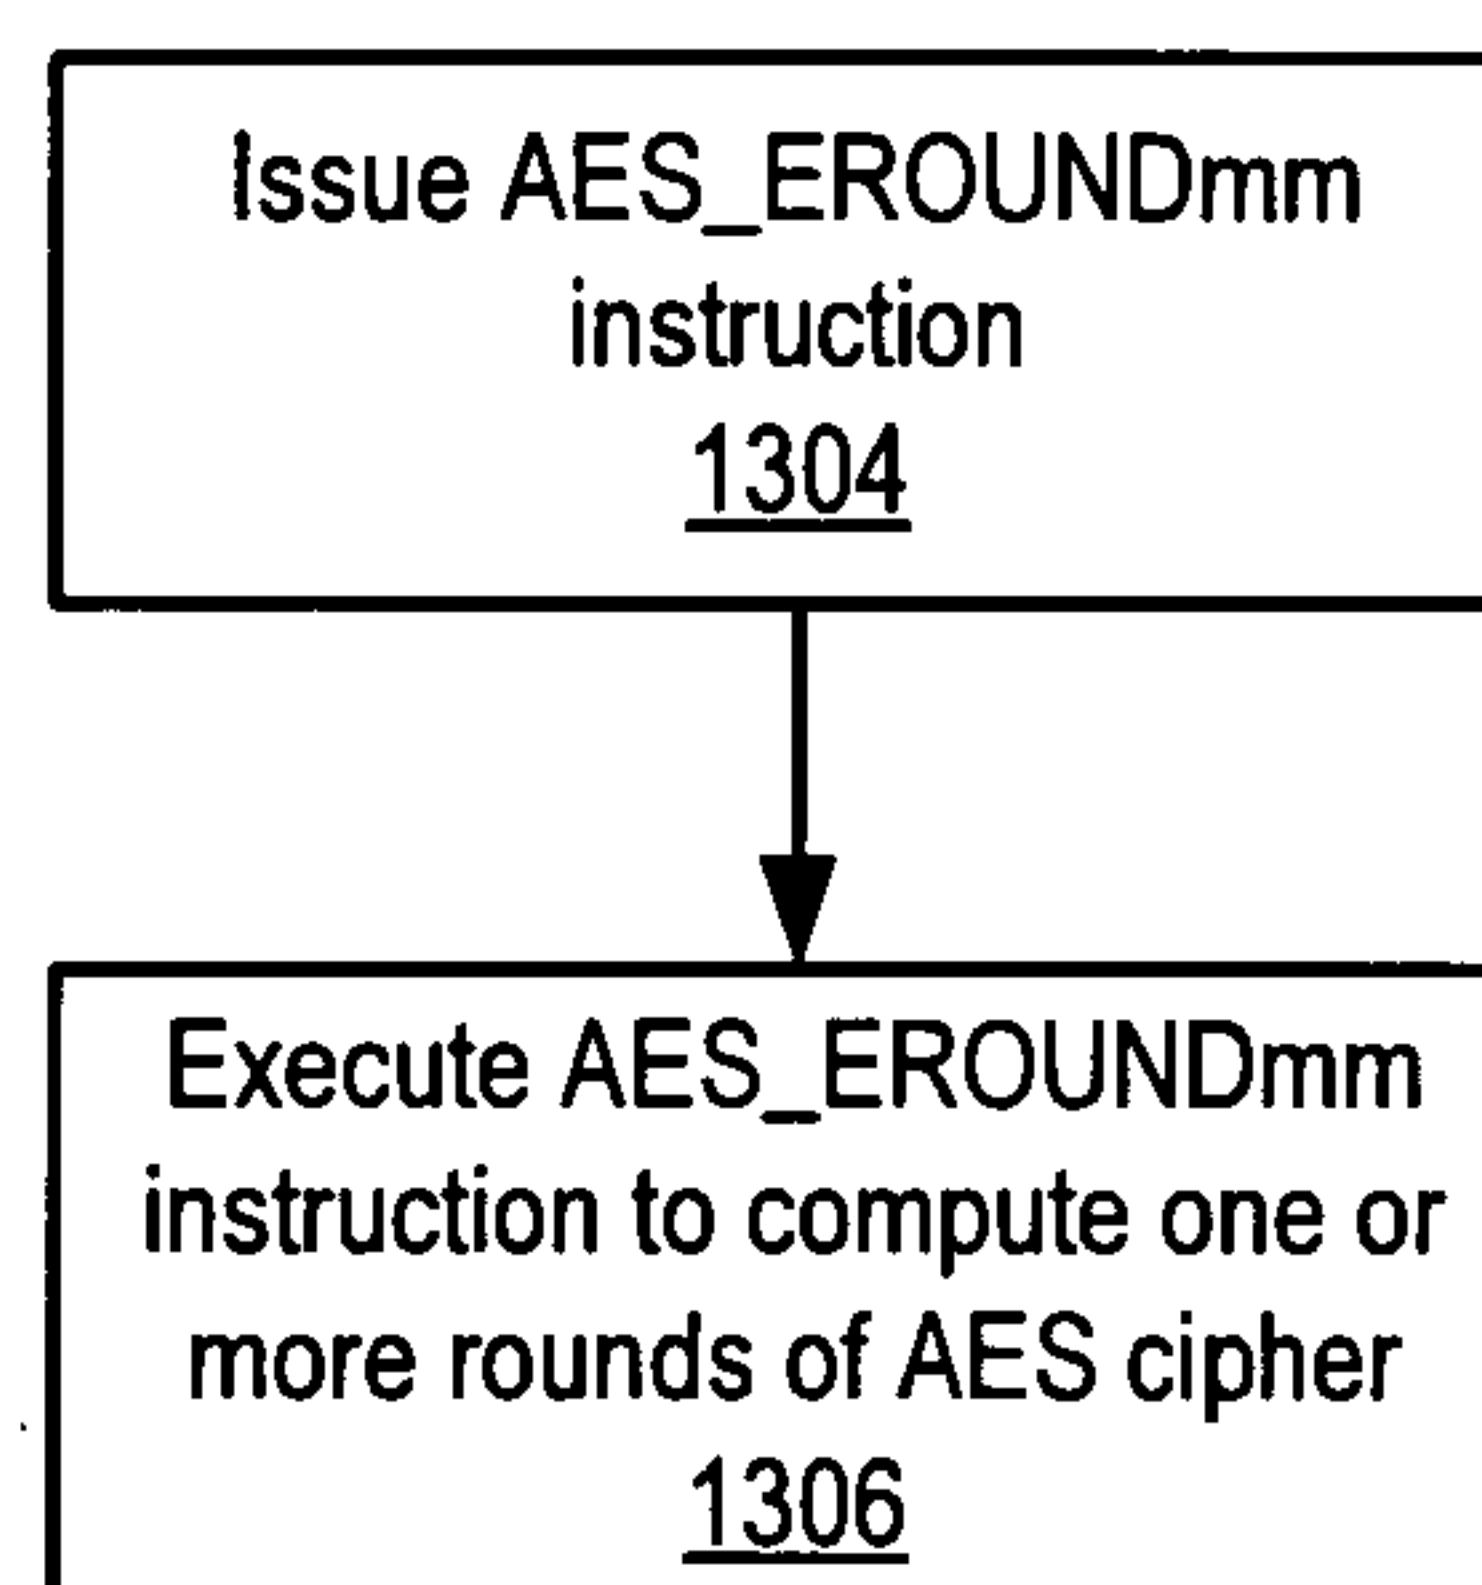 Issue AES_EROUNDmm
instruction
1304
Execute AES_EROUNDmm
instruction to compute one or
more rounds of AES cipher
1306